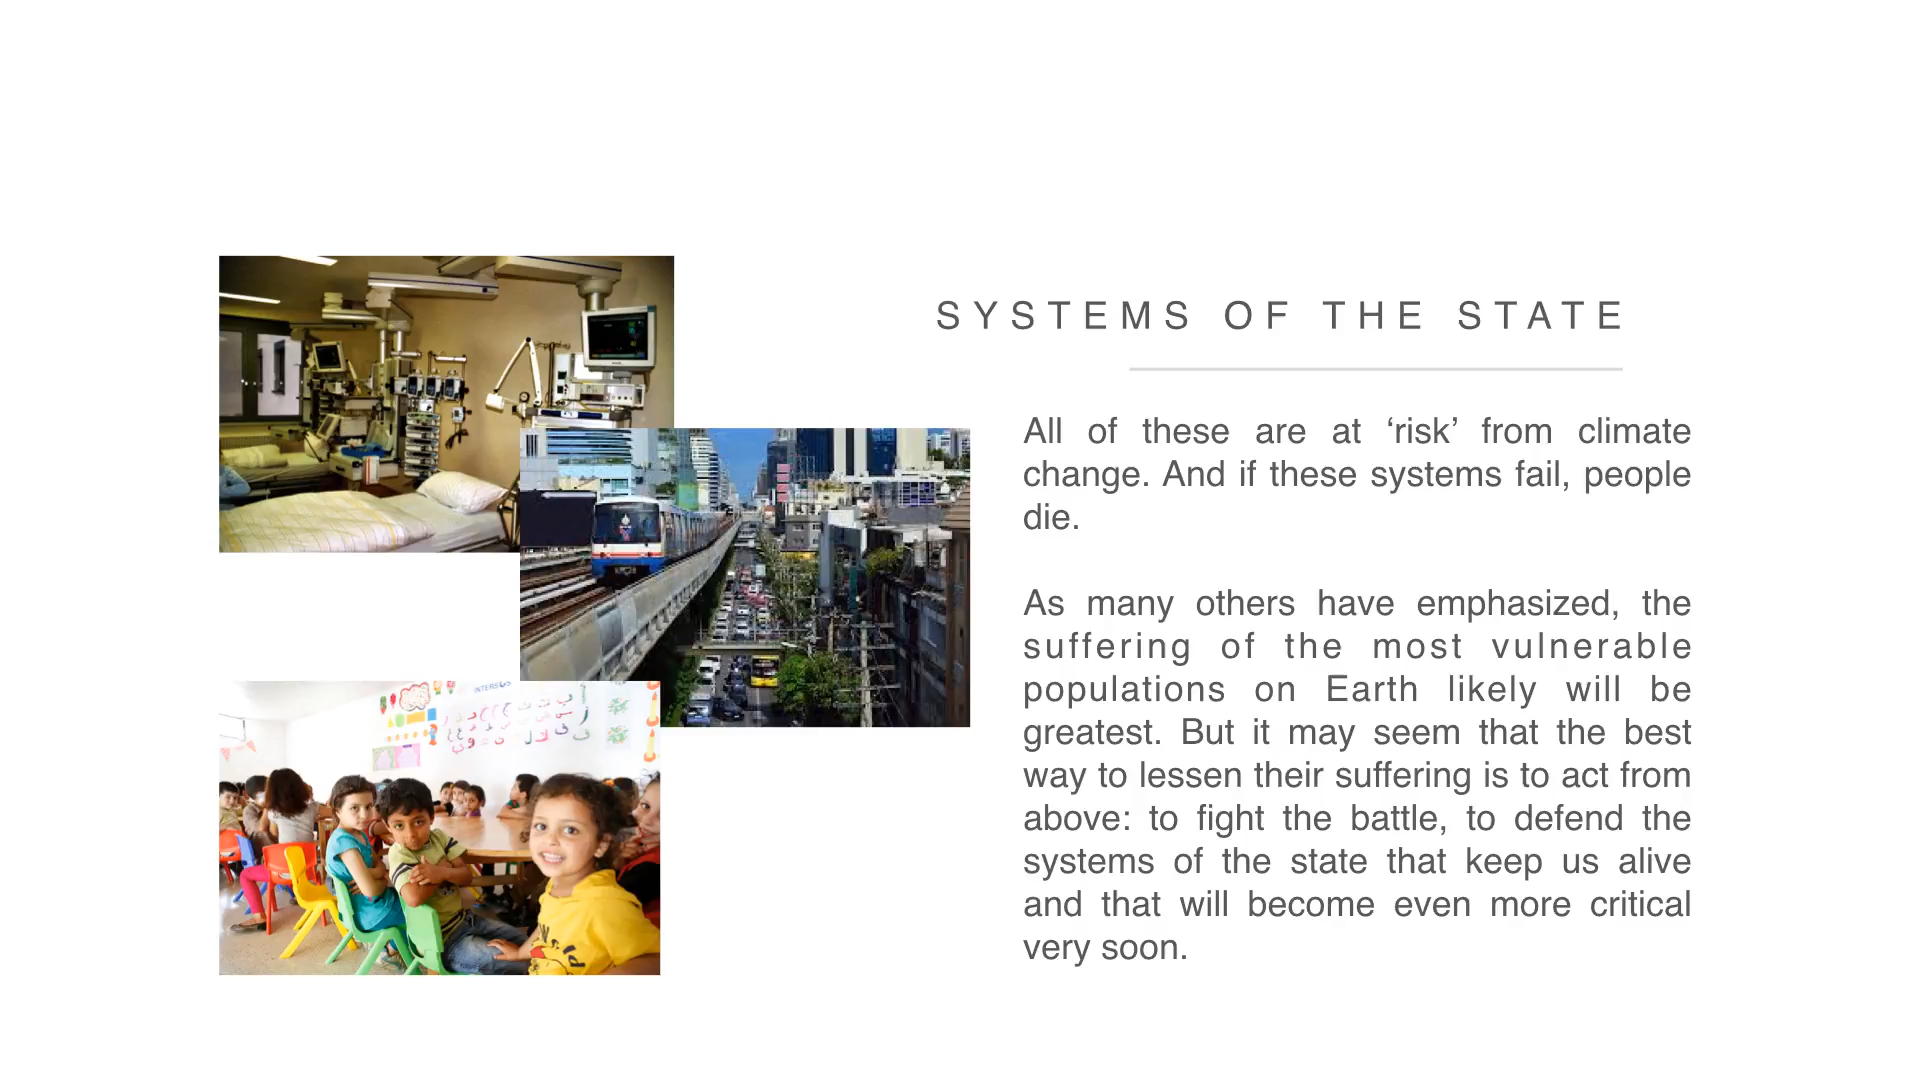 SYSTEMS OF THE STATE
All of these are at ‘risk’ from climate
change. And if these systems fail, people
die.
As many others have emphasized, the
suffering of the most vulnerable
populations on Earth likely will be
greatest. But it may seem that the best
way to lessen their suffering is to act from
above: to fight the battle, to defend the
systems of the state that keep us alive
and that will become even more critical
very soon.
INTERSOS